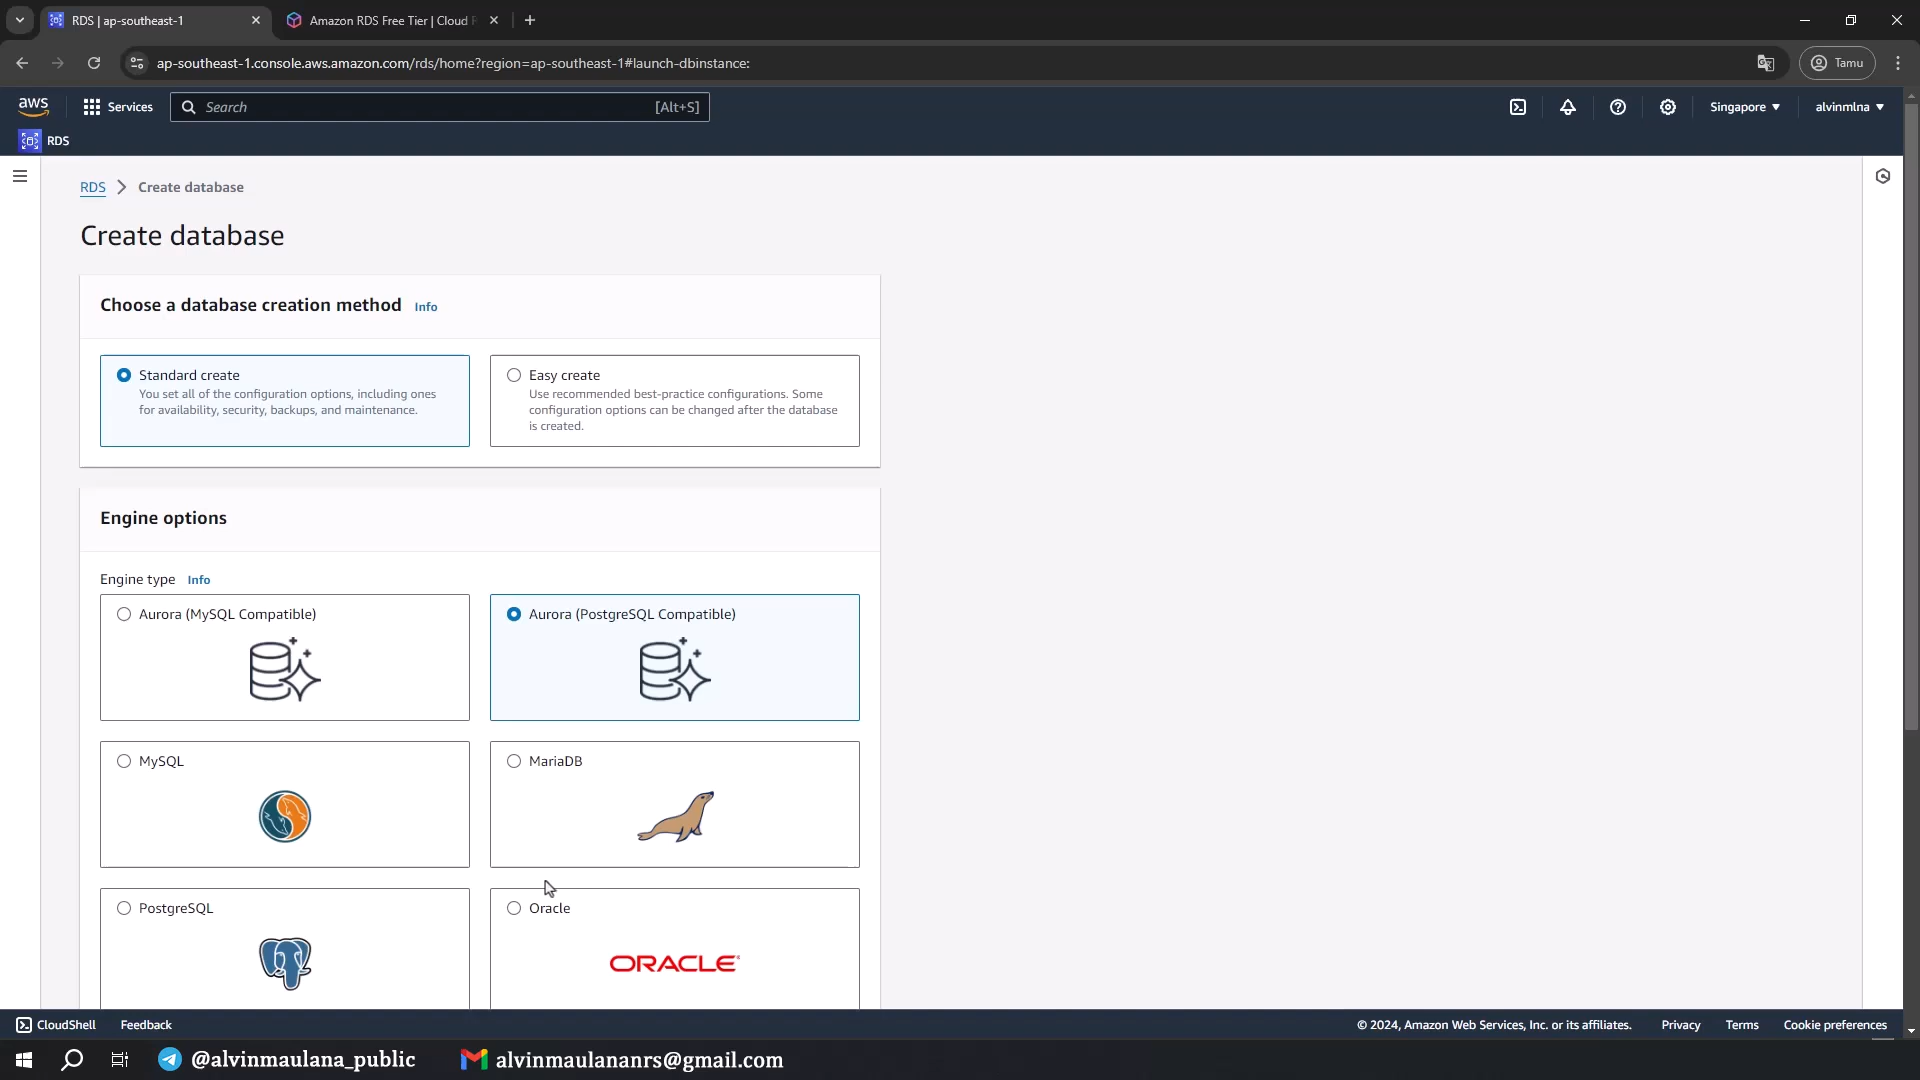 RDS | ap-southeast-1
Amazon RDS Free Tier | Cloud
ap-southeast-1.console.aws.amazon.com/rds/home?region=ap-southeast-1#launch-dbinstance:
Tamu
aws
Services
Search
[Alt+S]
Singapore
alvinmlna
RDS
RDS
Create database
Create database
Choose a database creation method Info
Standard create
You set all of the configuration options, including ones
for availability, security, backups, and maintenance.
Easy create
Use recommended best-practice configurations. Some
configuration options can be changed after the database
is created.
Engine options
Engine type Info
Aurora (MySQL Compatible)
Aurora (PostgreSQL Compatible)
MySQL
MariaDB
PostgreSQL
Oracle
ORACLE
CloudShell
Feedback
© 2024, Amazon Web Services, Inc. or its affiliates.
Privacy
Terms
Cookie preferences
@alvinmaulana_public
alvinmaulananrs@gmail.com